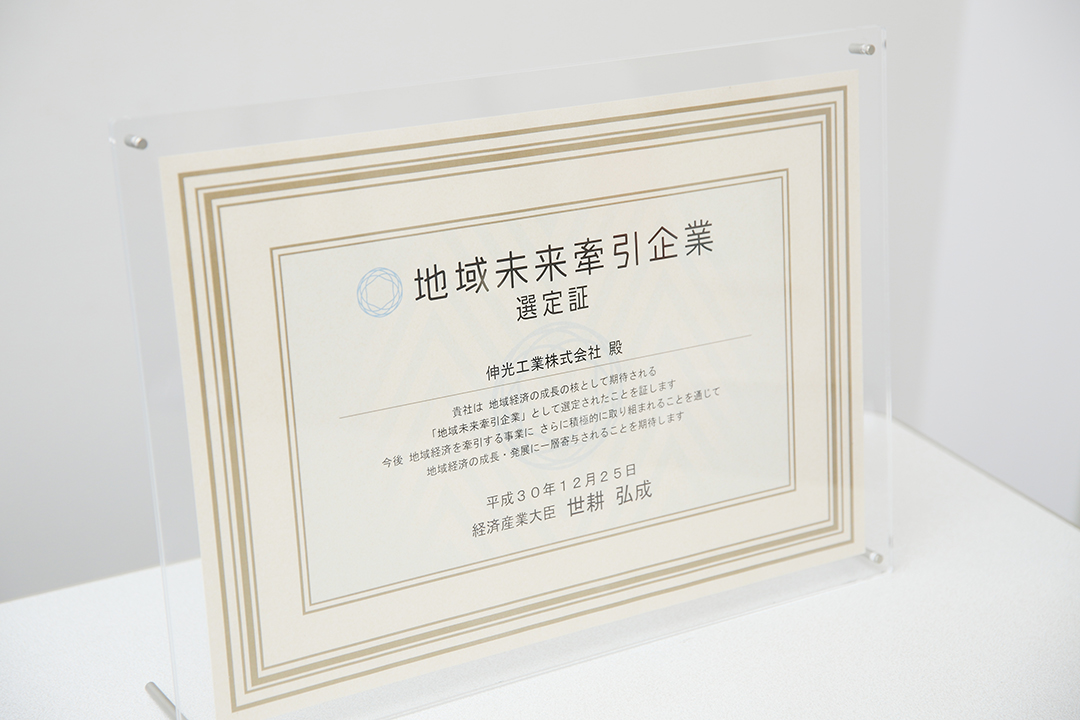 地域未来牽引企業
選定証
伸光工業株式会社 殿
貴社は 地域経済の成長の核として期待される
「地域未来牽引企業」として選定されたことを証します
今後 地域経済を牽引する事業に さらに積極的に取り組まれることを通じて
地域経済の成長・発展に一層寄与されることを期待します
平成30年12月25日
経済産業大臣 世耕 弘成